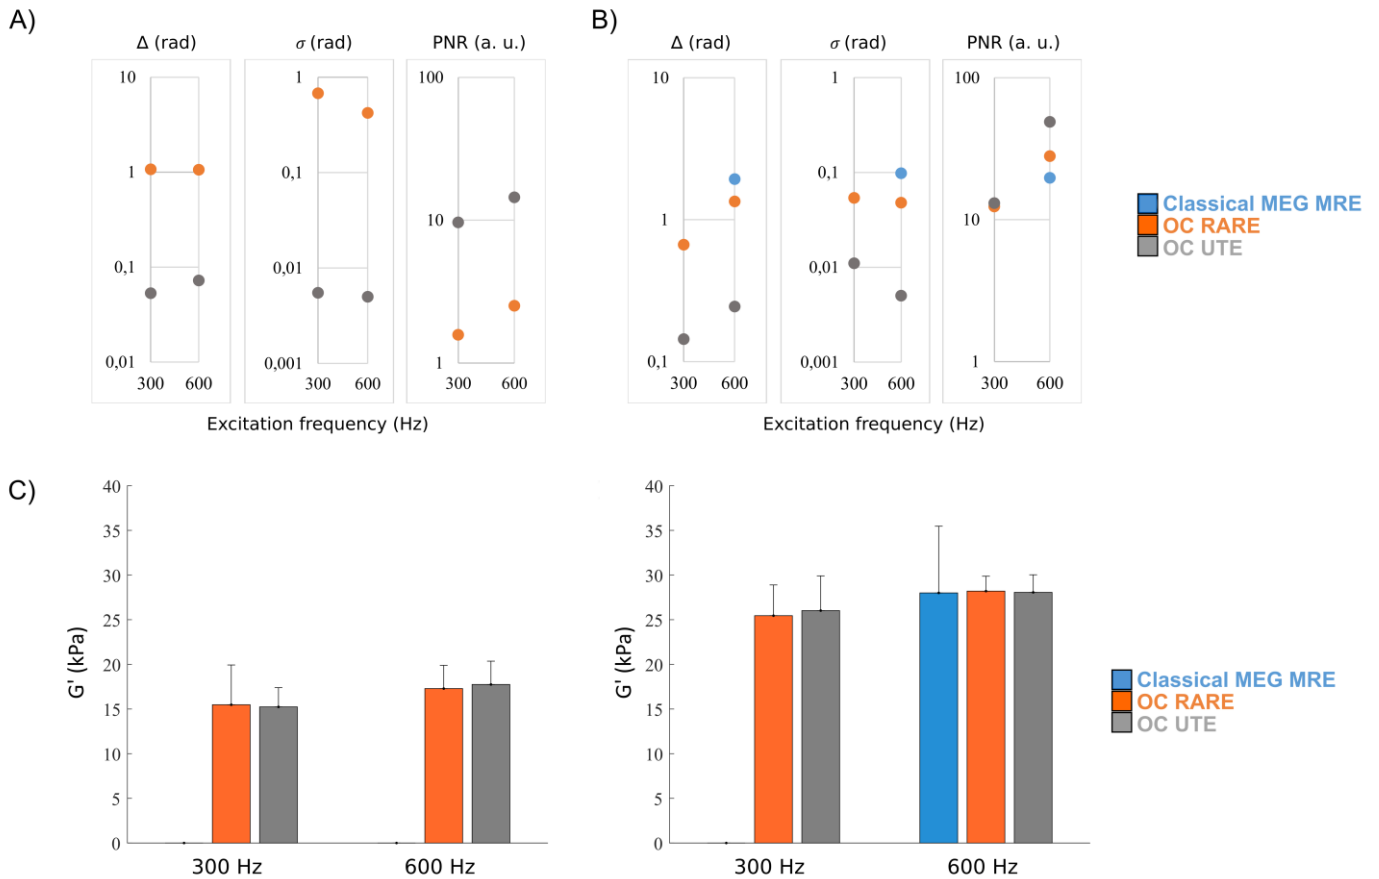 A)
B)
Δ (rad)
σ (rad)
PNR (a. u.)
Δ (rad)
σ (rad)
PNR (a. u.)
10
1
0,1
0,01
300
600
1
0,1
0,01
0,001
300
600
100
10
1
300
600
10
1
0,1
300
600
1
0,1
0,01
0,001
300
600
100
10
1
300
600
Classical MEG MRE
OC RARE
OC UTE
Excitation frequency (Hz)
Excitation frequency (Hz)
C)
G' (kPa)
40
35
30
25
20
15
10
5
0
300 Hz
600 Hz
G' (kPa)
40
35
30
25
20
15
10
5
0
300 Hz
600 Hz
Classical MEG MRE
OC RARE
OC UTE